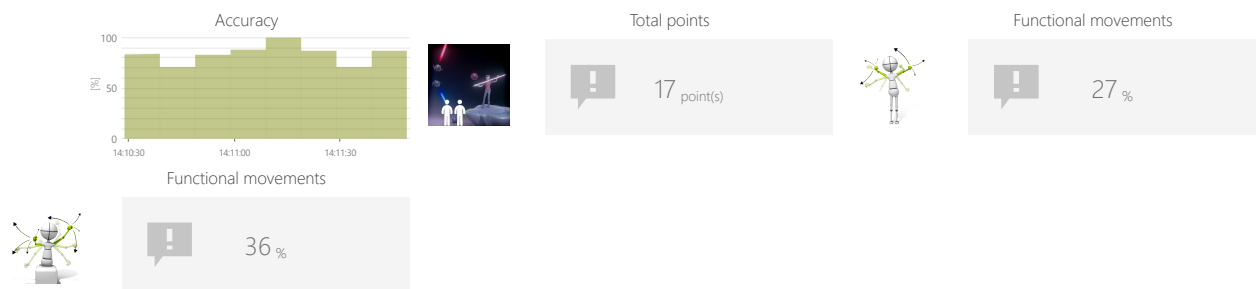 Accuracy
Total points
Functional movements
100
[%]
50
0
14:10:30
14:11:00
14:11:30
17 point(s)
27 %
Functional movements
36 %